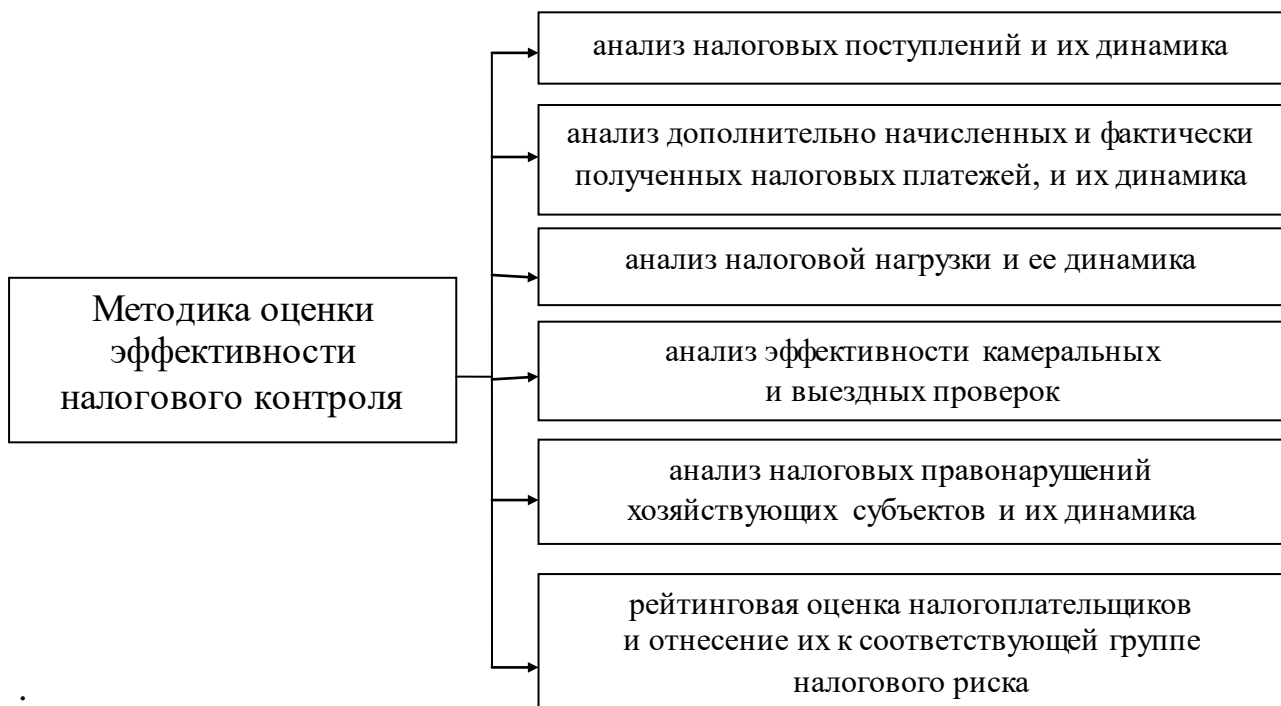 Методика оценки
эффективности
налогового контроля
анализ налоговых поступлений и их динамика
анализ дополнительно начисленных и фактически
полученных налоговых платежей, и их динамика
анализ налоговой нагрузки и ее динамика
анализ эффективности камеральных
и выездных проверок
анализ налоговых правонарушений
хозяйствующих субъектов и их динамика
рейтинговая оценка налогоплательщиков
и отнесение их к соответствующей группе
налогового риска
.